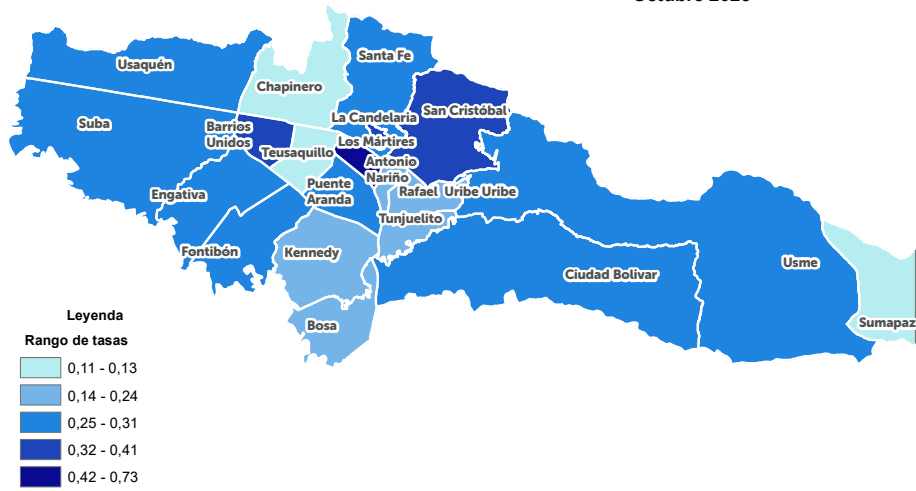 Usaquén
Santa Fe
Chapinero
San Cristóbal
Suba
La Candelaria
Barrios
Unidos
Los Mártires
Teusaquillo
Antonio
Nariño
Engativa
Puente
Aranda
Rafael Uribe Uribe
Tunjuelito
Fontibón
Kennedy
Usme
Ciudad Bolivar
Bosa
Sumapaz
Leyenda
Rango de tasas
0,11 - 0,13
0,14 - 0,24
0,25 - 0,31
0,32 - 0,41
0,42 - 0,73